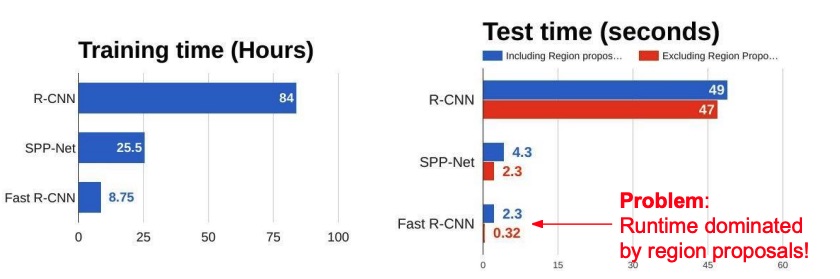 Training time (Hours)
R-CNN
84
SPP-Net
25.5
Fast R-CNN
8.75
0 25 50 75 100
Test time (seconds)
Including Region propos… Excluding Region Propo…
R-CNN
49
47
SPP-Net
4.3
2.3
Fast R-CNN
2.3
0.32
Problem:
Runtime dominated
by region proposals!
0 15 30 45 60